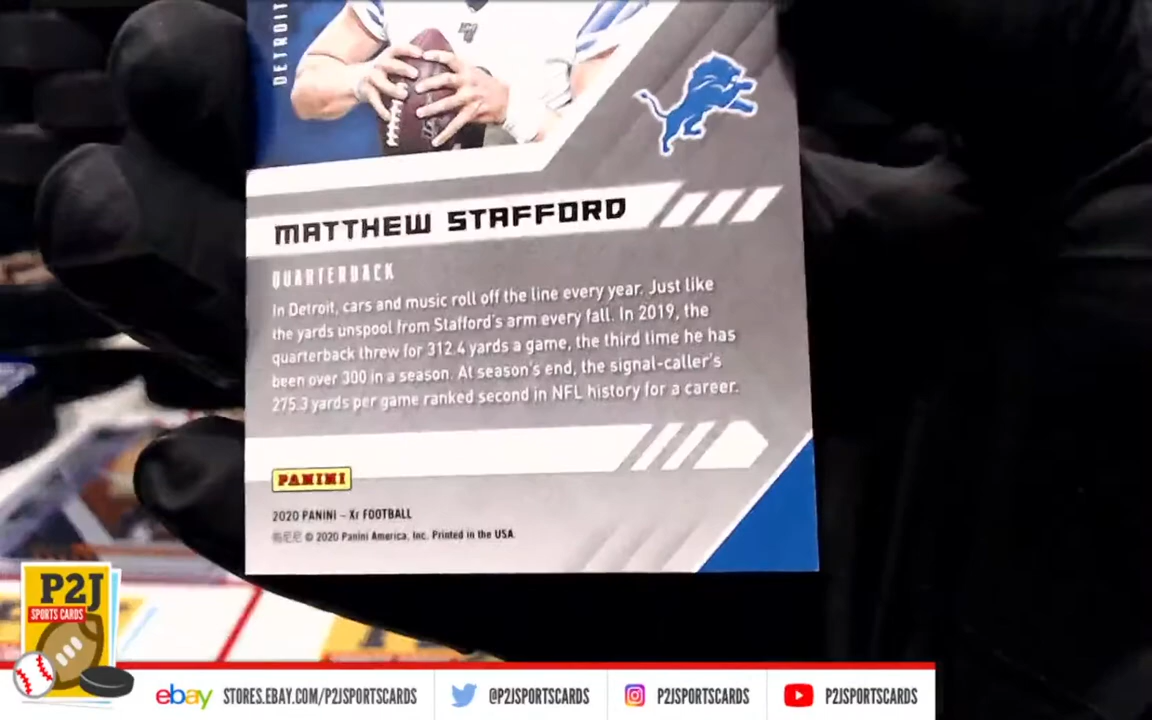 DETROIT
MATTHEW STAFFORD
QUARTERBACK
In Detroit, cars and music roll off the line every year. Just like
the yards unspool from Stafford's arm every fall. In 2019, the
quarterback threw for 312.4 yards a game, the third time he has
been over 300 in a season. At season's end, the signal-caller's
275.3 yards per game ranked second in NFL history for a career.
PANINI
2020 PANINI – Xr FOOTBALL
© 2020 Panini America, Inc. Printed in the USA.
P2J
SPORTS CARDS
ebay STORES.EBAY.COM/P2JSPORTSCARDS
@P2JSPORTSCARDS
P2JSPORTSCARDS
P2JSPORTSCARDS